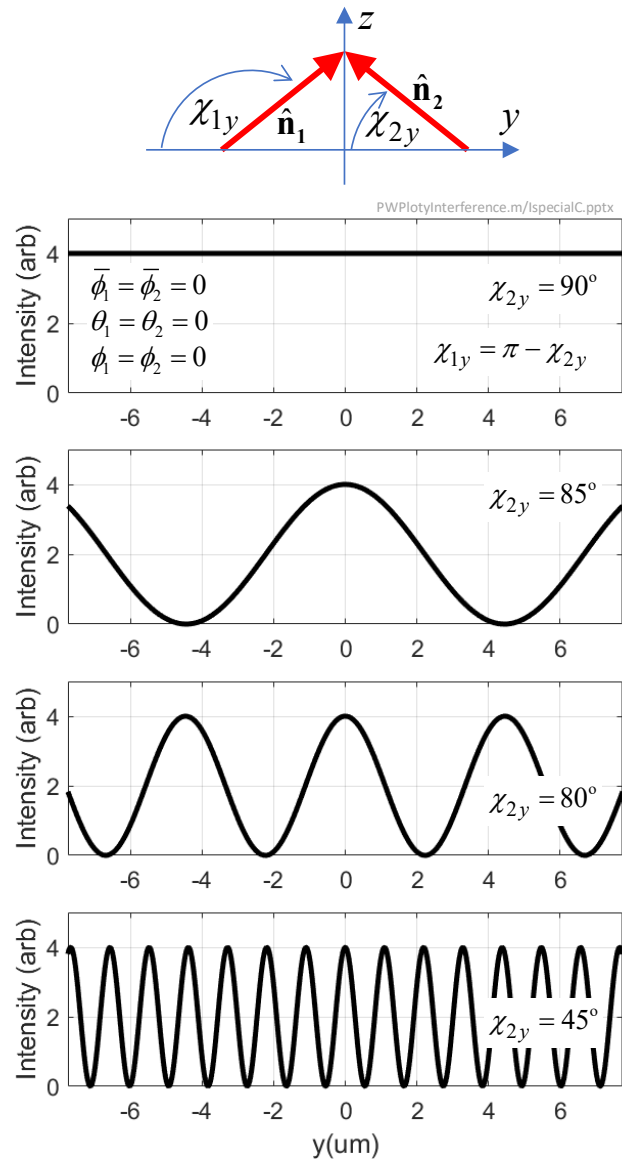 z
χ1y
n̂1
χ2y
n̂2
y
PWPlotyInterference.m/IspecialC.pptx
Intensity (arb)
4
2
0
ϕ̅1 = ϕ̅2 = 0
θ1 = θ2 = 0
ϕ1 = ϕ2 = 0
χ2y = 90°
χ1y = π − χ2y
-6 -4 -2 0 2 4 6
Intensity (arb)
4
2
0
χ2y = 85°
-6 -4 -2 0 2 4 6
Intensity (arb)
4
2
0
χ2y = 80°
-6 -4 -2 0 2 4 6
Intensity (arb)
4
2
0
χ2y = 45°
-6 -4 -2 0 2 4 6
y(um)